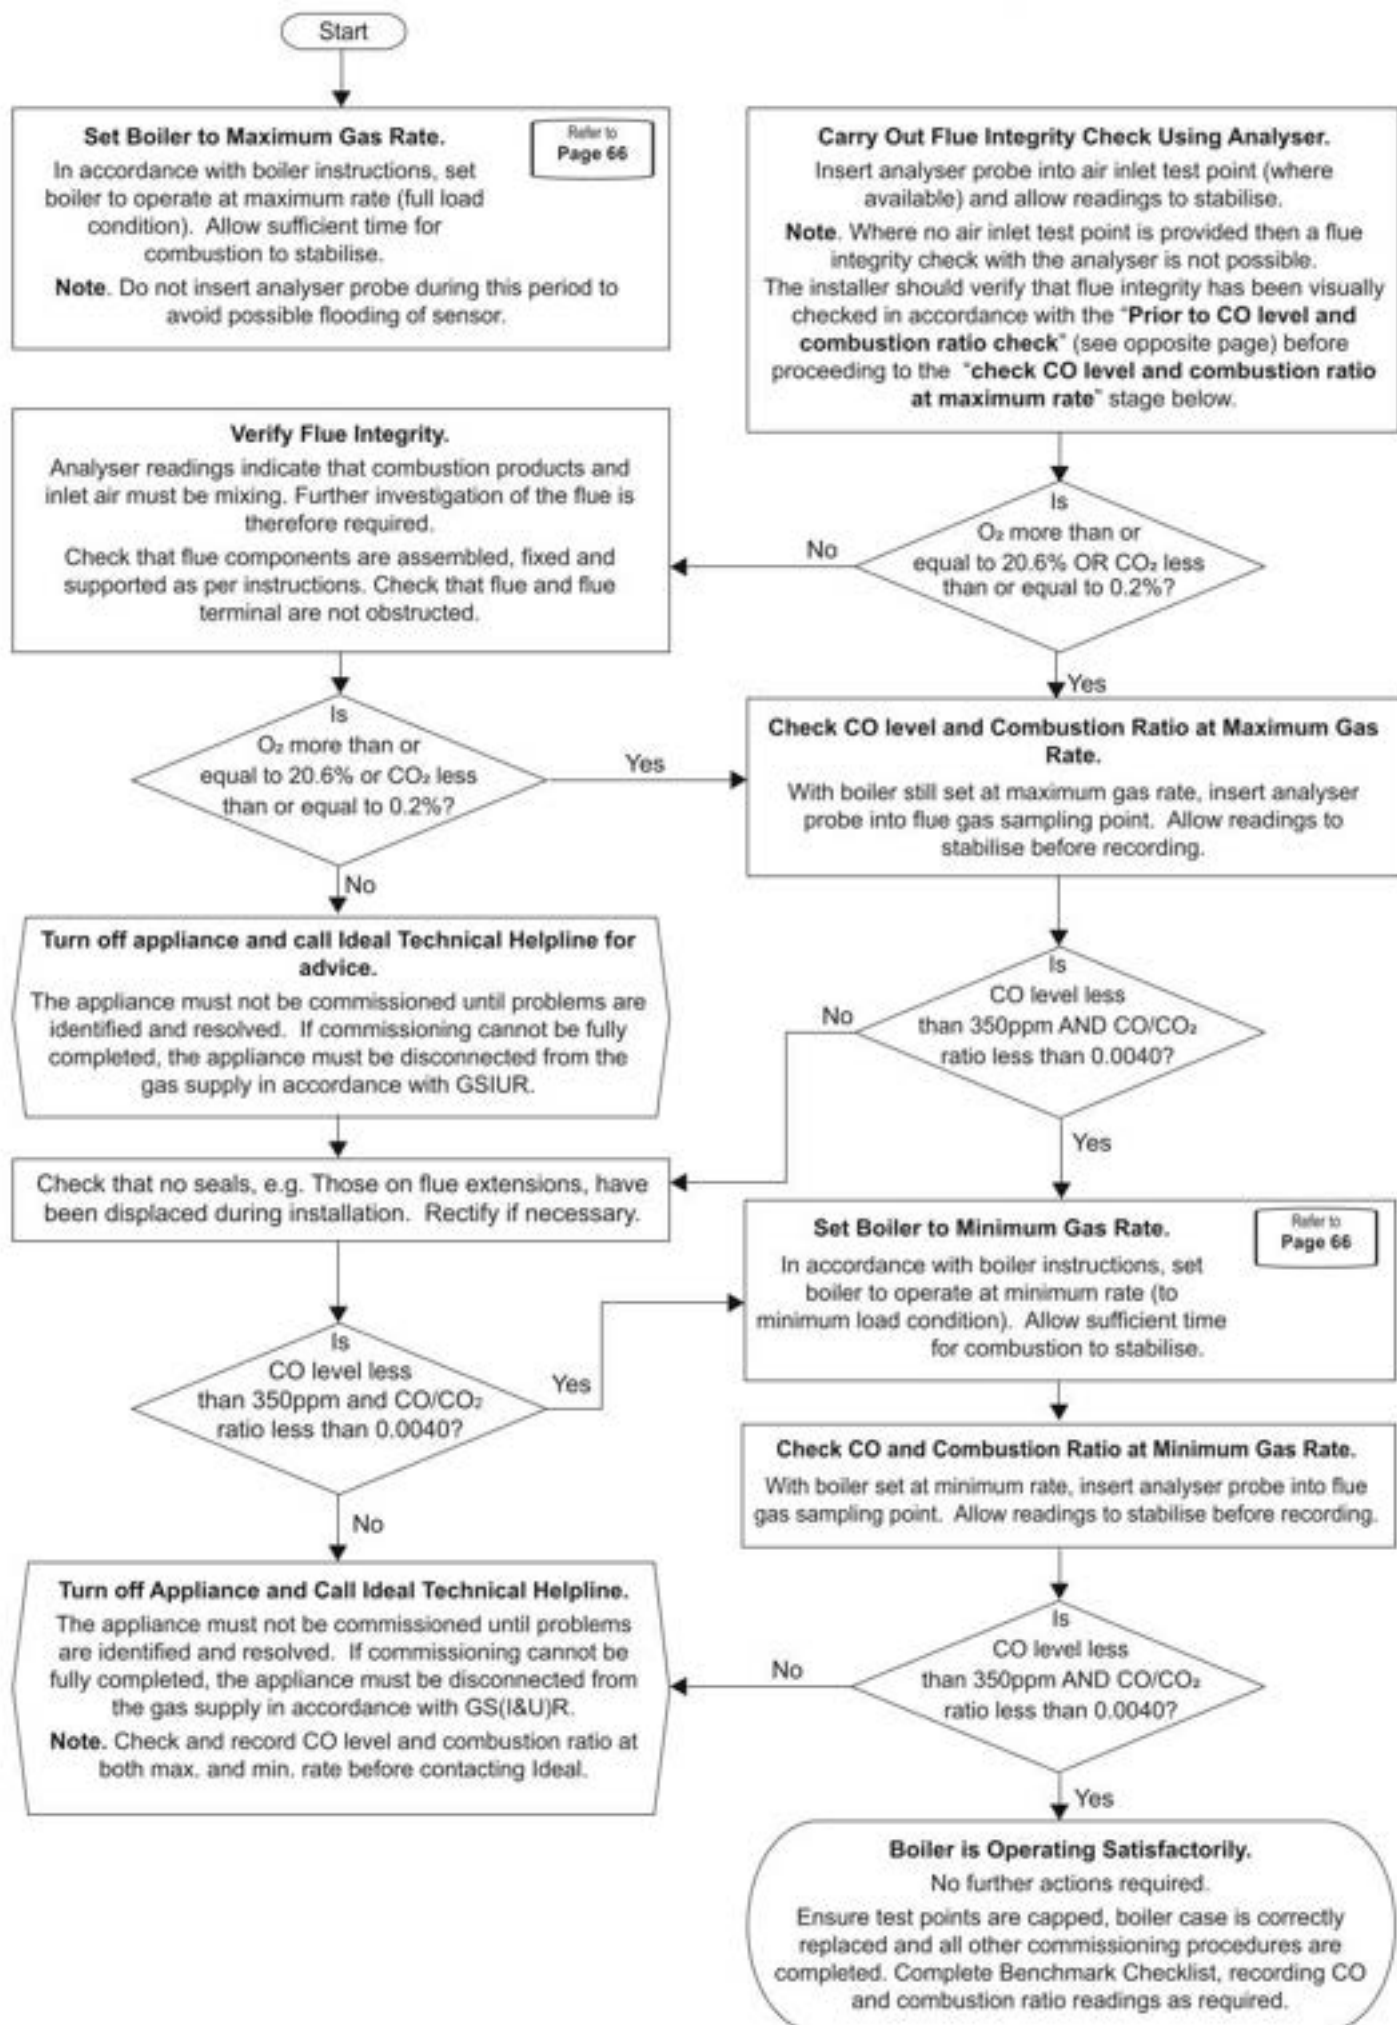 Start
Set Boiler to Maximum Gas Rate.
Refer to
Page 66
In accordance with boiler instructions, set
boiler to operate at maximum rate (full load
condition). Allow sufficient time for
combustion to stabilise.
Note. Do not insert analyser probe during this period to
avoid possible flooding of sensor.
Carry Out Flue Integrity Check Using Analyser.
Insert analyser probe into air inlet test point (where
available) and allow readings to stabilise.
Note. Where no air inlet test point is provided then a flue
integrity check with the analyser is not possible.
The installer should verify that flue integrity has been visually
checked in accordance with the "Prior to CO level and
combustion ratio check" (see opposite page) before
proceeding to the "check CO level and combustion ratio
at maximum rate" stage below.
Is
O₂ more than or
equal to 20.6% OR CO₂ less
than or equal to 0.2%?
No
Yes
Verify Flue Integrity.
Analyser readings indicate that combustion products and
inlet air must be mixing. Further investigation of the flue is
therefore required.
Check that flue components are assembled, fixed and
supported as per instructions. Check that flue and flue
terminal are not obstructed.
Is
O₂ more than or
equal to 20.6% or CO₂ less
than or equal to 0.2%?
Yes
No
Check CO level and Combustion Ratio at Maximum Gas
Rate.
With boiler still set at maximum gas rate, insert analyser
probe into flue gas sampling point. Allow readings to
stabilise before recording.
Turn off appliance and call Ideal Technical Helpline for
advice.
The appliance must not be commissioned until problems are
identified and resolved. If commissioning cannot be fully
completed, the appliance must be disconnected from the
gas supply in accordance with GSIUR.
Is
CO level less
than 350ppm AND CO/CO₂
ratio less than 0.0040?
No
Yes
Check that no seals, e.g. Those on flue extensions, have
been displaced during installation. Rectify if necessary.
Set Boiler to Minimum Gas Rate.
Refer to
Page 66
In accordance with boiler instructions, set
boiler to operate at minimum rate (to
minimum load condition). Allow sufficient time
for combustion to stabilise.
Is
CO level less
than 350ppm and CO/CO₂
ratio less than 0.0040?
Yes
No
Check CO and Combustion Ratio at Minimum Gas Rate.
With boiler set at minimum rate, insert analyser probe into flue
gas sampling point. Allow readings to stabilise before recording.
Turn off Appliance and Call Ideal Technical Helpline.
The appliance must not be commissioned until problems
are identified and resolved. If commissioning cannot be
fully completed, the appliance must be disconnected from
the gas supply in accordance with GS(I&U)R.
Note. Check and record CO level and combustion ratio at
both max. and min. rate before contacting Ideal.
Is
CO level less
than 350ppm AND CO/CO₂
ratio less than 0.0040?
No
Yes
Boiler is Operating Satisfactorily.
No further actions required.
Ensure test points are capped, boiler case is correctly
replaced and all other commissioning procedures are
completed. Complete Benchmark Checklist, recording CO
and combustion ratio readings as required.